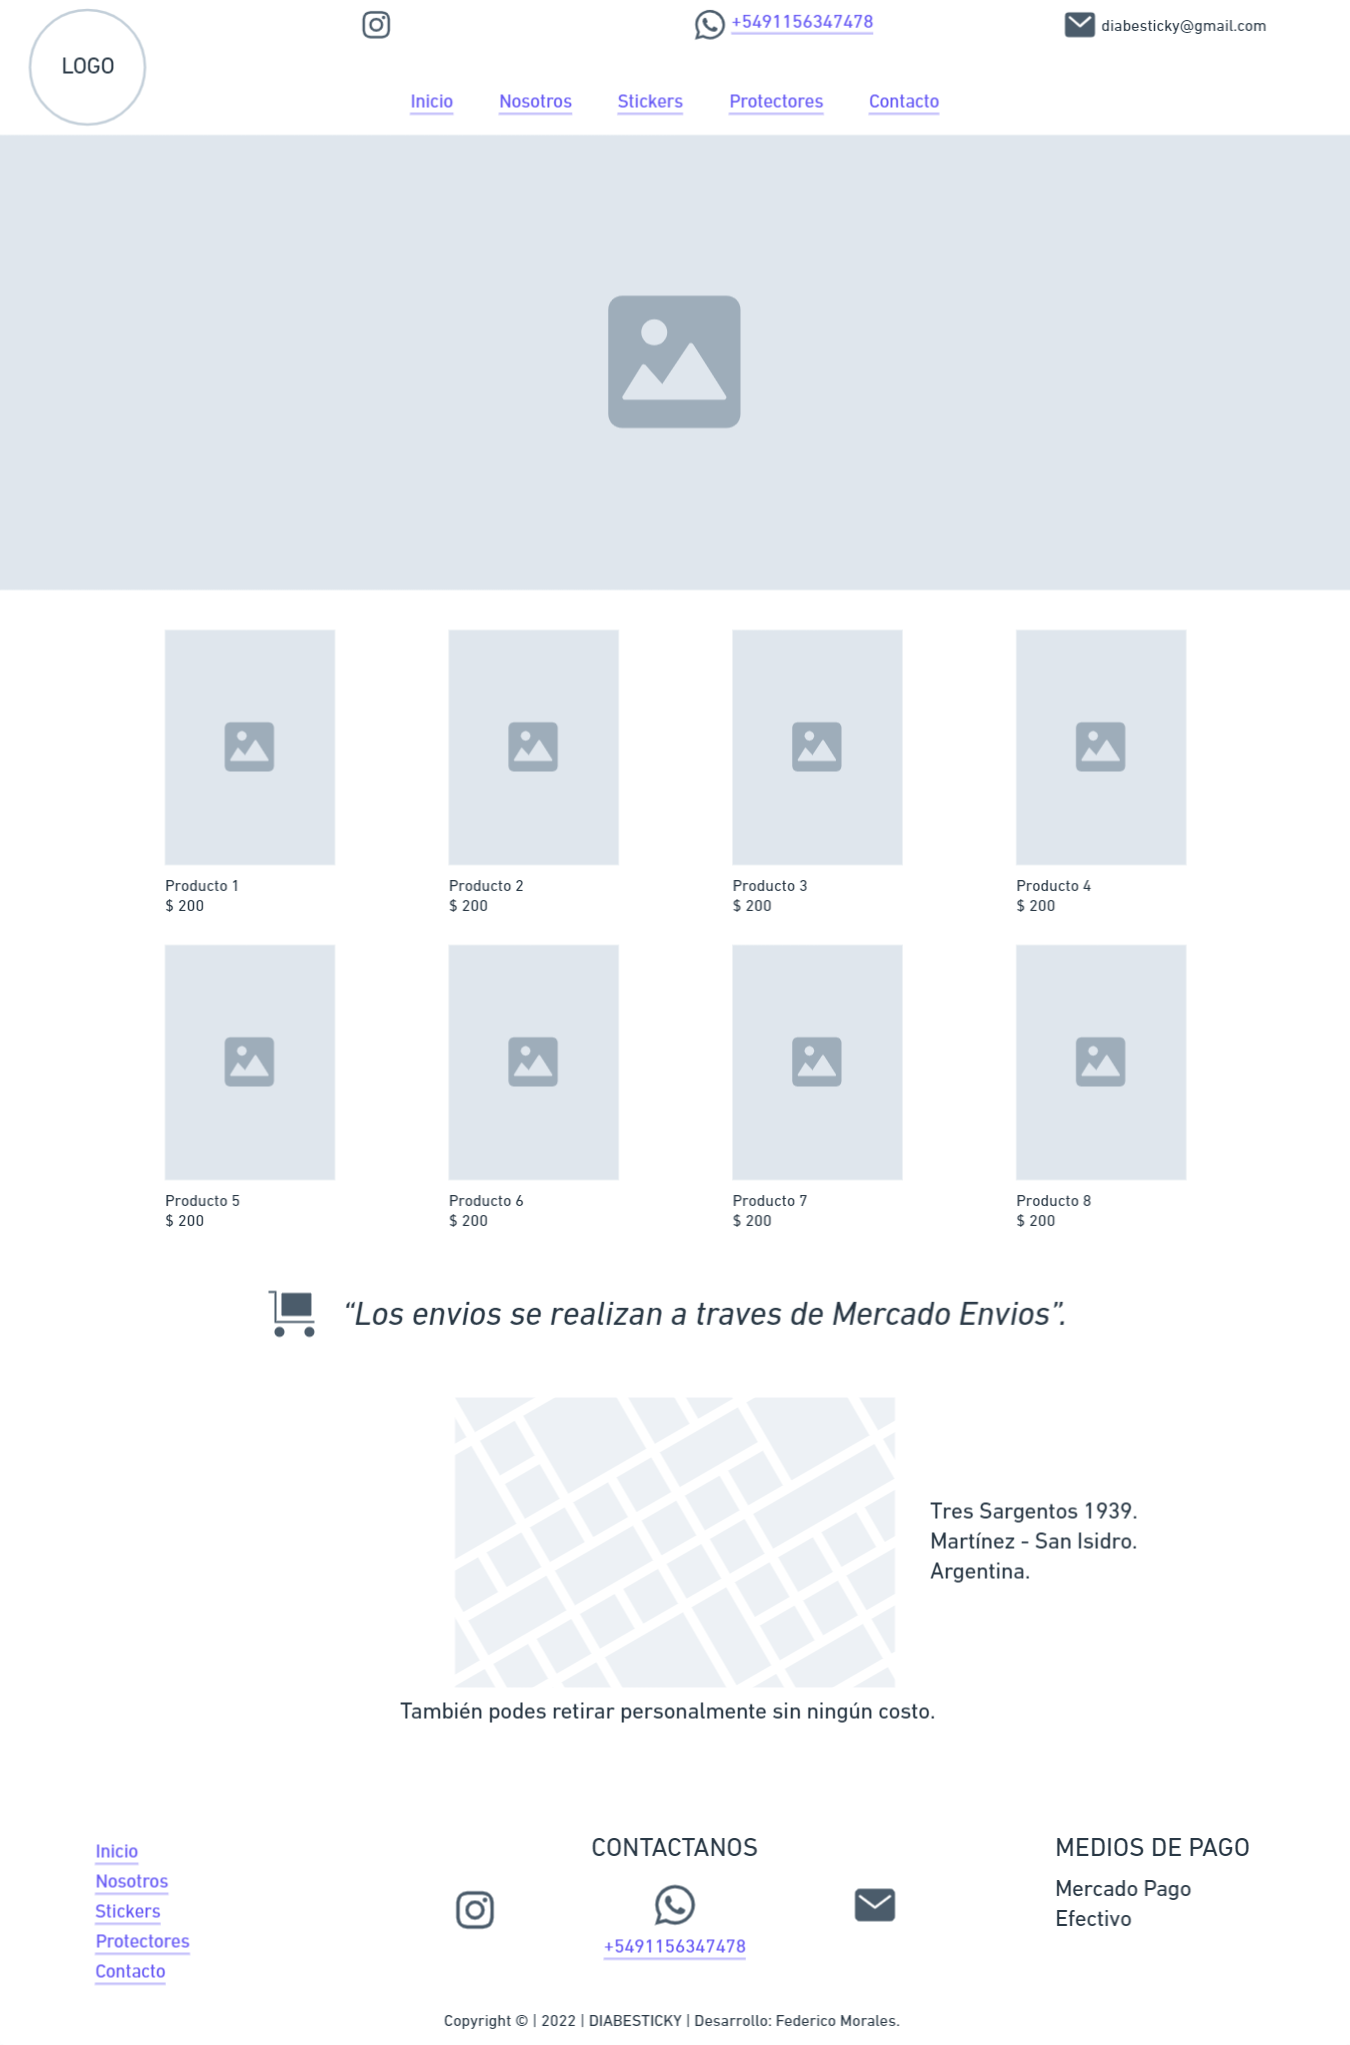 LOGO
+5491156347478
diabesticky@gmail.com
Inicio Nosotros Stickers Protectores Contacto
Producto 1
$ 200
Producto 2
$ 200
Producto 3
$ 200
Producto 4
$ 200
Producto 5
$ 200
Producto 6
$ 200
Producto 7
$ 200
Producto 8
$ 200
“Los envios se realizan a traves de Mercado Envios”.
Tres Sargentos 1939.
Martínez - San Isidro.
Argentina.
También podes retirar personalmente sin ningún costo.
Inicio
Nosotros
Stickers
Protectores
Contacto
CONTACTANOS
+5491156347478
MEDIOS DE PAGO
Mercado Pago
Efectivo
Copyright © | 2022 | DIABESTICKY | Desarrollo: Federico Morales.